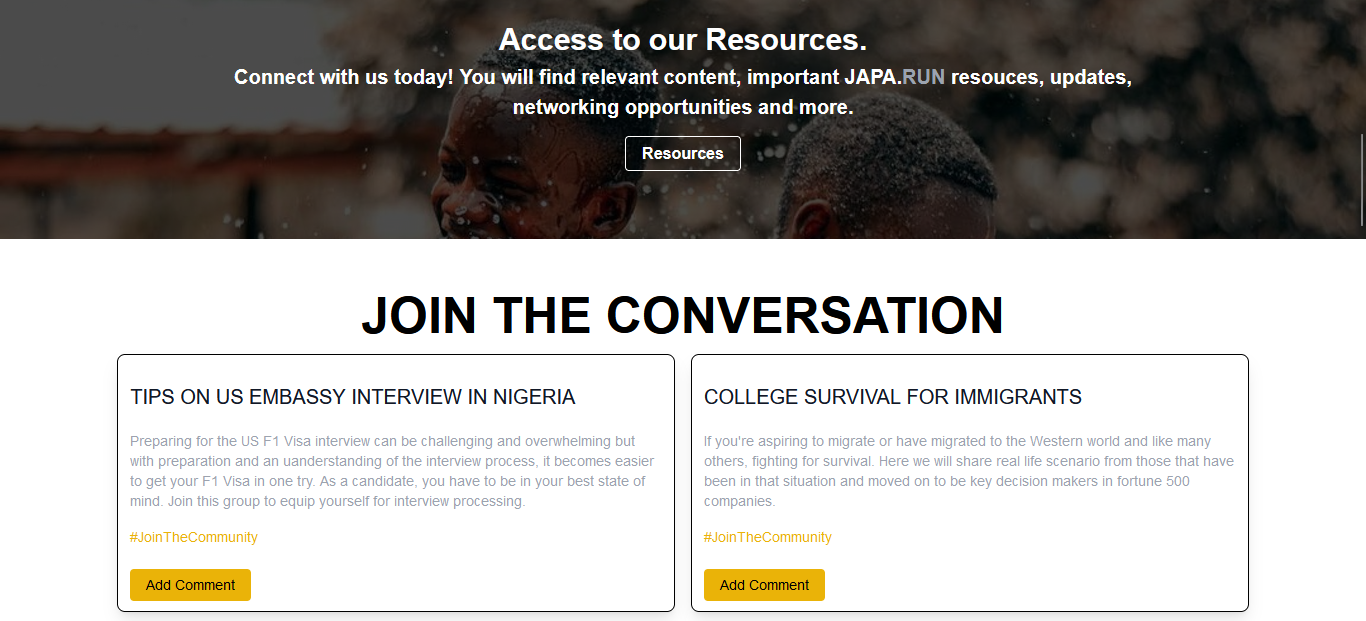 Access to our Resources.
Connect with us today! You will find relevant content, important JAPA.RUN resouces, updates,
networking opportunities and more.
Resources
JOIN THE CONVERSATION
TIPS ON US EMBASSY INTERVIEW IN NIGERIA
Preparing for the US F1 Visa interview can be challenging and overwhelming but
with preparation and an uanderstanding of the interview process, it becomes easier
to get your F1 Visa in one try. As a candidate, you have to be in your best state of
mind. Join this group to equip yourself for interview processing.
#JoinTheCommunity
Add Comment
COLLEGE SURVIVAL FOR IMMIGRANTS
If you're aspiring to migrate or have migrated to the Western world and like many
others, fighting for survival. Here we will share real life scenario from those that have
been in that situation and moved on to be key decision makers in fortune 500
companies.
#JoinTheCommunity
Add Comment